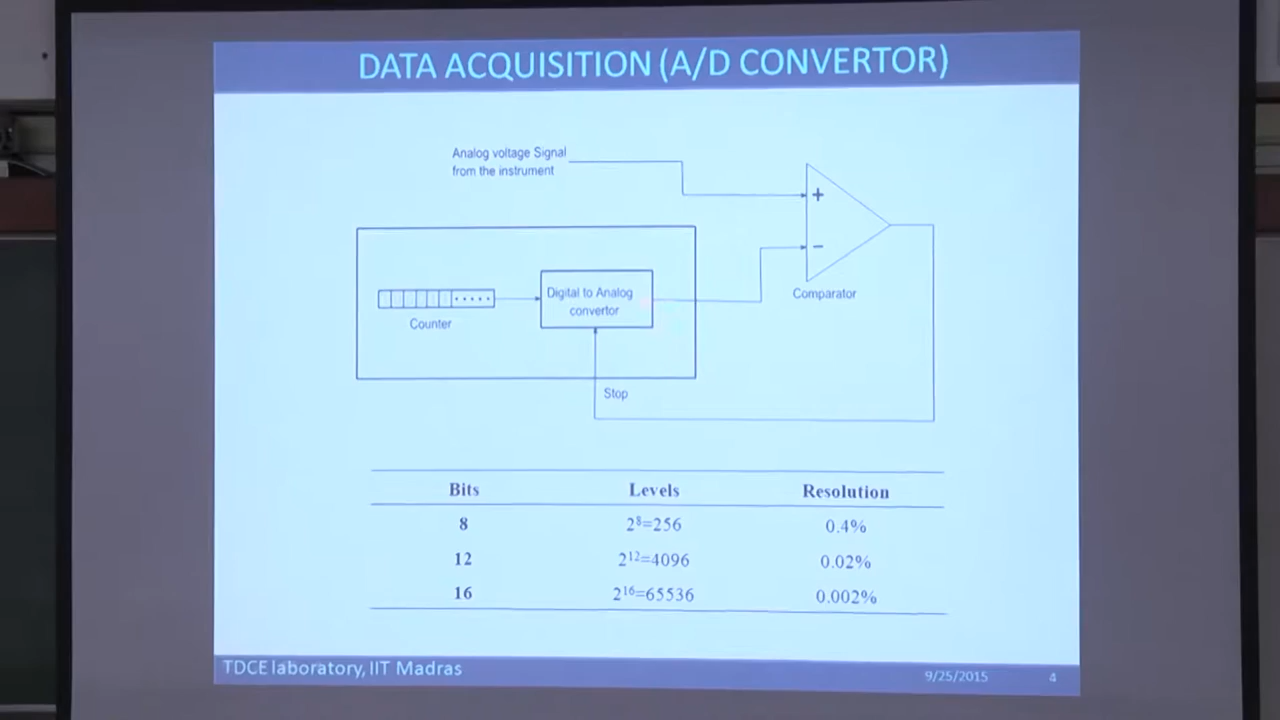 DATA ACQUISITION (A/D CONVERTOR)
Analog voltage Signal
from the instrument
+
−
Comparator
Digital to Analog
convertor
Counter
Stop
Bits Levels Resolution
8 2⁸=256 0.4%
12 2¹²=4096 0.02%
16 2¹⁶=65536 0.002%
TDCE laboratory, IIT Madras 9/25/2015 4